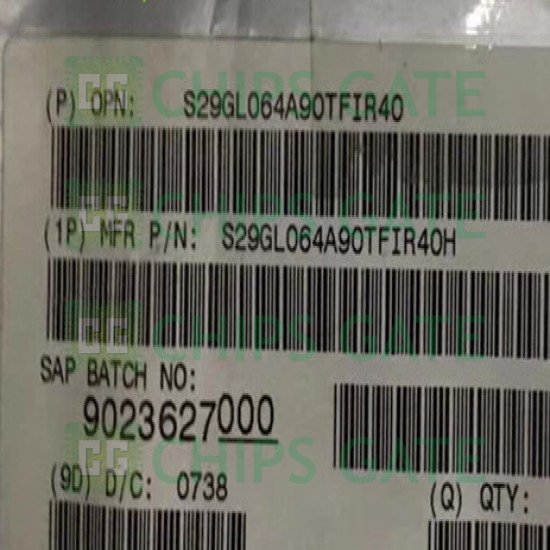 CHIPS GATE
(P) OPN: S29GL064A90TFIR40
CHIPS GATE
(1P) MFR P/N: S29GL064A90TFIR40H
CHIPS GATE
SAP BATCH NO:
9023627000
CHIPS GATE
(9D) D/C: 0738
(Q) QTY: